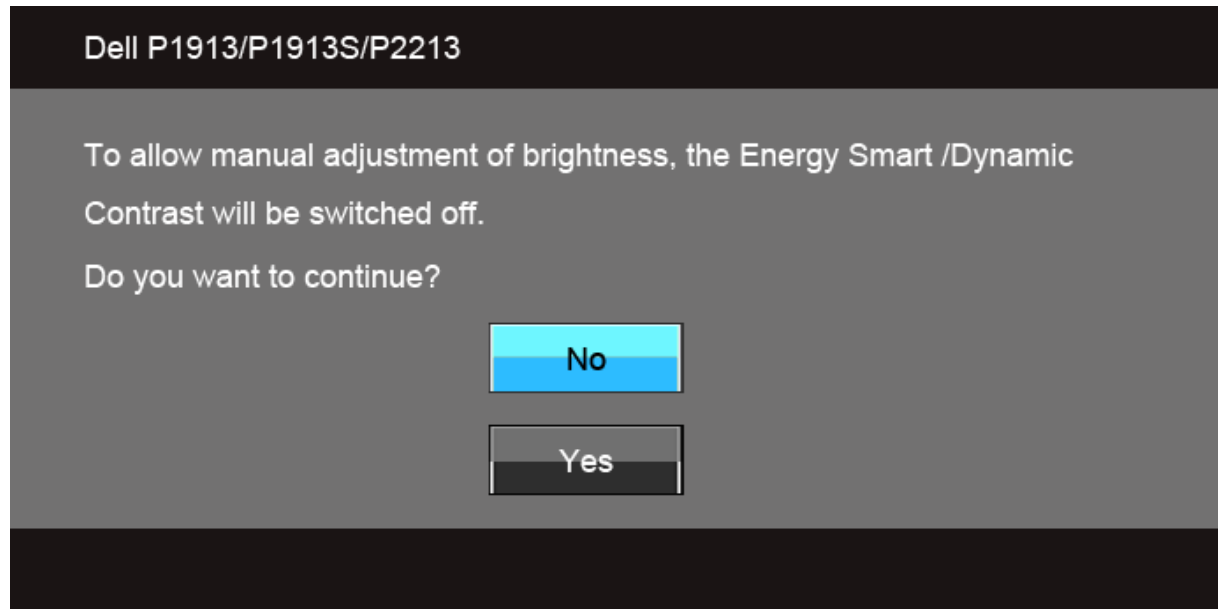 Dell P1913/P1913S/P2213
To allow manual adjustment of brightness, the Energy Smart /Dynamic
Contrast will be switched off.
Do you want to continue?
No
Yes